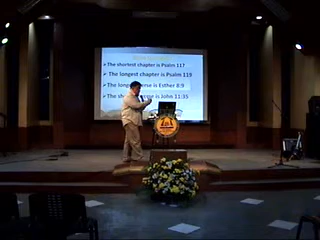 The shortest chapter is Psalm 117
The longest chapter is Psalm 119
The long verse is Esther 8:9
The sh verse is John 11:35